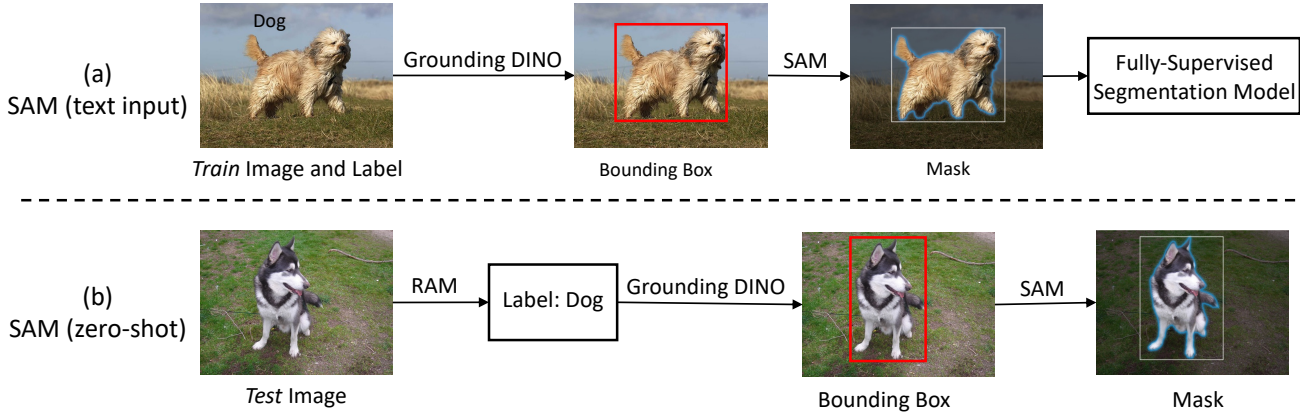 Dog
(a)
SAM (text input)
Grounding DINO
SAM
Fully-Supervised
Segmentation Model
Train Image and Label
Bounding Box
Mask
(b)
SAM (zero-shot)
RAM
Label: Dog
Grounding DINO
SAM
Test Image
Bounding Box
Mask